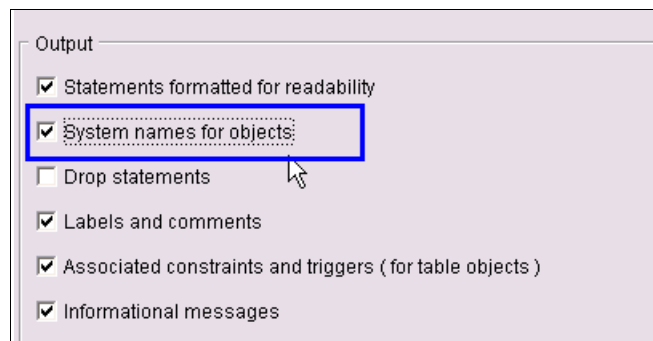 Output
Statements formatted for readability
System names for objects
Drop statements
Labels and comments
Associated constraints and triggers ( for table objects )
Informational messages